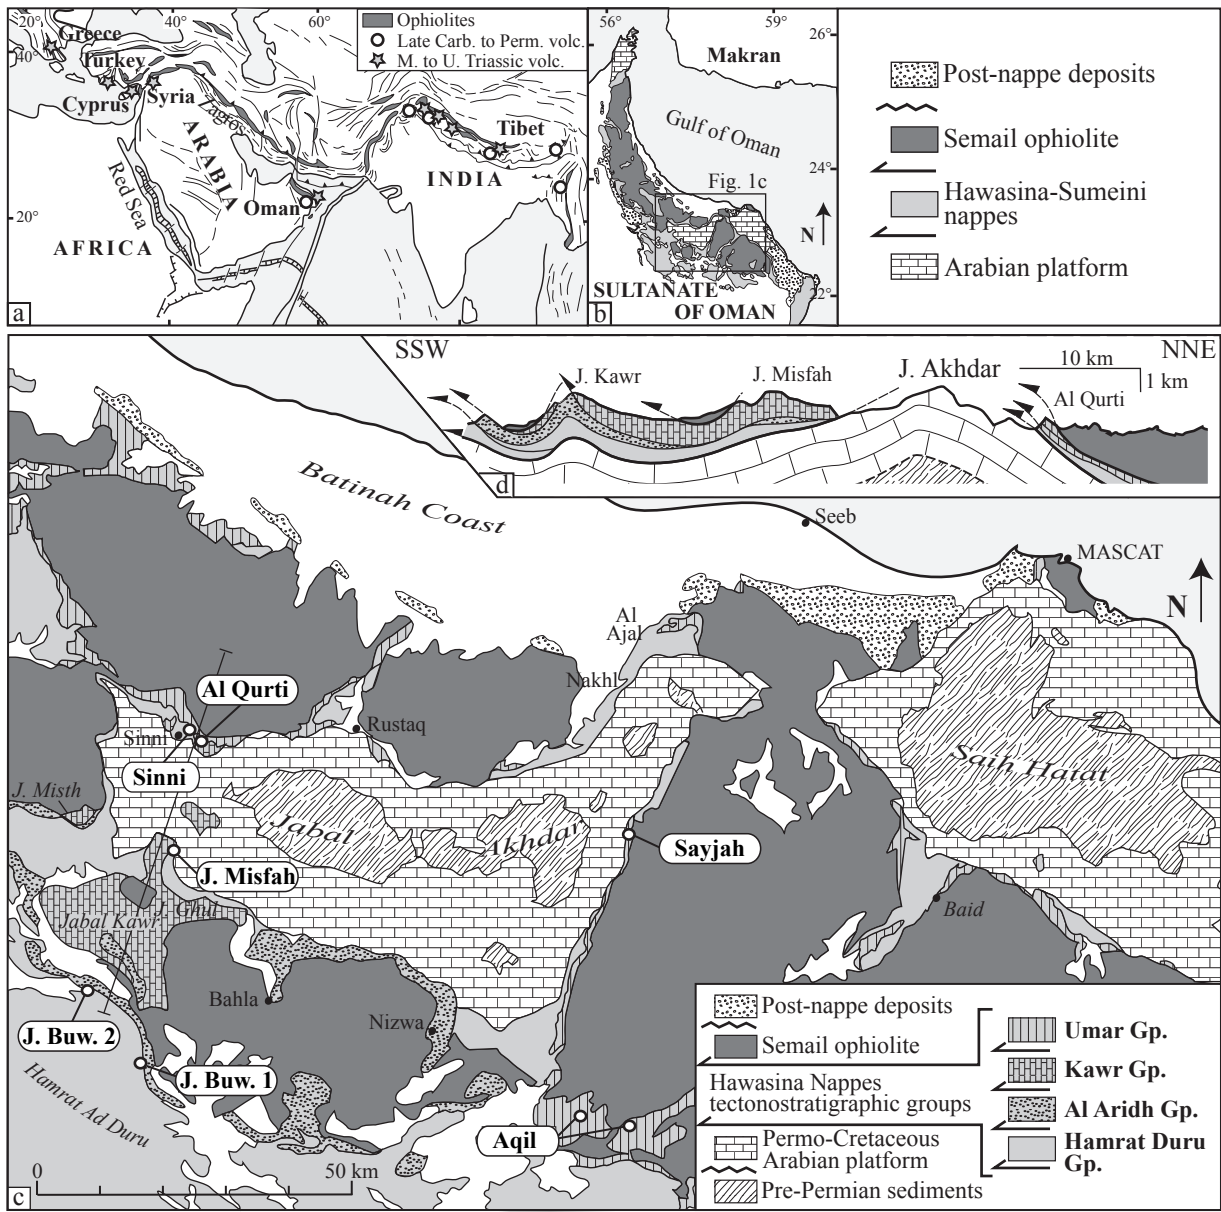 20°
40°
60°
40°
20°
Greece
Turkey
Cyprus
Syria
Zagros
ARABIA
Red Sea
AFRICA
Oman
INDIA
Tibet
Ophiolites
Late Carb. to Perm. volc.
M. to U. Triassic volc.
a
56°
59°
26°
24°
22°
Makran
Gulf of Oman
Fig. 1c
N
SULTANATE
OF OMAN
b
Post-nappe deposits
Semail ophiolite
Hawasina-Sumeini
nappes
Arabian platform
SSW
NNE
J. Kawr
J. Misfah
J. Akhdar
Al Qurti
10 km
1 km
d
Batinah Coast
Seeb
MASCAT
N
Al
Ajal
Nakhl
Al Qurti
Rustaq
Sinni
Sinni
J. Misth
Jabal
Akhdar
Saih Hatat
Sayjah
J. Misfah
J. Ghul
Jabal Kawr
Baid
Bahla
Nizwa
J. Buw. 2
J. Buw. 1
Hamrat Ad Duru
Aqil
0
50 km
c
Post-nappe deposits
Semail ophiolite
Hawasina Nappes
tectonostratigraphic groups
Permo-Cretaceous
Arabian platform
Pre-Permian sediments
Umar Gp.
Kawr Gp.
Al Aridh Gp.
Hamrat Duru
Gp.